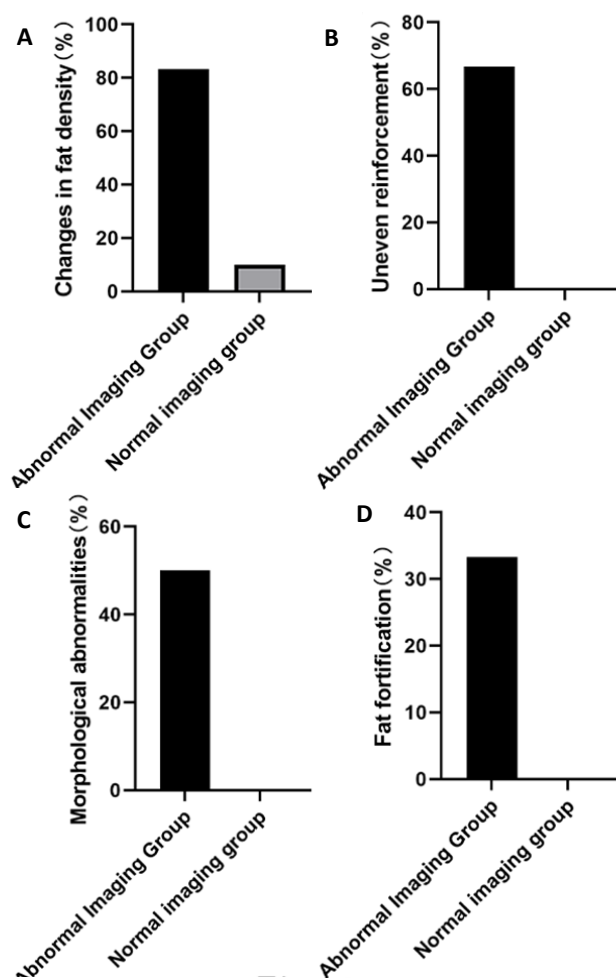 A
Changes in fat density(%)
100
80
60
40
20
0
Abnormal Imaging Group
Normal imaging group
B
Uneven reinforcement(%)
80
60
40
20
0
Abnormal Imaging Group
Normal imaging group
C
Morphological abnormalities(%)
60
40
20
0
Abnormal Imaging Group
Normal imaging group
D
Fat fortification(%)
40
30
20
10
0
Abnormal Imaging Group
Normal imaging group